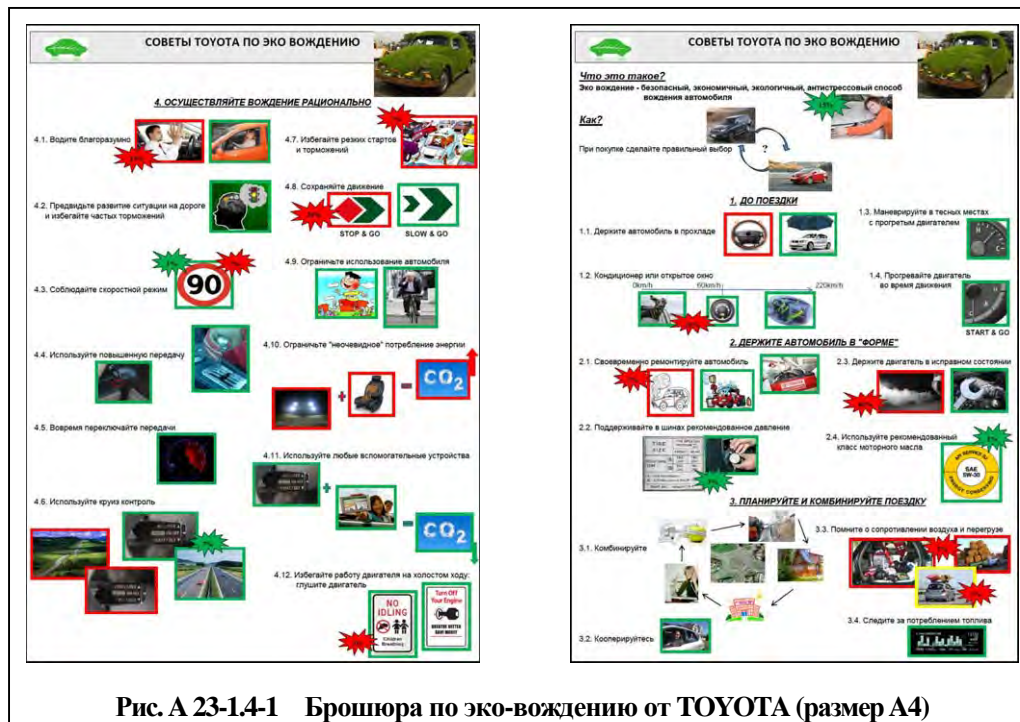 СОВЕТЫ TOYOTA ПО ЭКО ВОЖДЕНИЮ
4. ОСУЩЕСТВЛЯЙТЕ ВОЖДЕНИЕ РАЦИОНАЛЬНО
4.1. Водите благоразумно
4.2. Предвидьте развитие ситуации на дороге
и избегайте частых торможений
4.3. Соблюдайте скоростной режим
90
4.4. Используйте повышенную передачу
4.5. Вовремя переключайте передачи
4.6. Используйте круиз контроль
4.7. Избегайте резких стартов
и торможений
4.8. Сохраняйте движение
STOP & GO
SLOW & GO
4.9. Ограничьте использование автомобиля
4,10. Ограничьте "неочевидное" потребление энергии
+
CO2
4.11. Используйте любые вспомогательные устройства
+
CO2
4.12. Избегайте работу двигателя на холостом ходу:
глушите двигатель
NO
IDLING
Children
Breathing
Turn Off
Your Engine
BREATHE BETTER
SAVE MONEY
СОВЕТЫ TOYOTA ПО ЭКО ВОЖДЕНИЮ
Что это такое?
Эко вождение - безопасный, экономичный, экологичный, антистрессовый способ
вождения автомобиля
Как?
При покупке сделайте правильный выбор
?
1. ДО ПОЕЗДКИ
1.1. Держите автомобиль в прохладе
1.2. Кондиционер или открытое окно
0km/h 60km/h 220km/h
1.3. Маневрируйте в тесных местах
с прогретым двигателем
1.4. Прогревайте двигатель
во время движения
START & GO
2. ДЕРЖИТЕ АВТОМОБИЛЬ В "ФОРМЕ"
2.1. Своевременно ремонтируйте автомобиль
2.2. Поддерживайте в шинах рекомендованное давление
TIRE
SIZE
2.3. Держите двигатель в исправном состоянии
2.4. Используйте рекомендованный
класс моторного масла
SAE
5W-30
3. ПЛАНИРУЙТЕ И КОМБИНИРУЙТЕ ПОЕЗДКУ
3.1. Комбинируйте
3.2. Кооперируйтесь
3.3. Помните о сопротивлении воздуха и перегрузе
3.4. Следите за потреблением топлива
Рис. А 23-1.4-1 Брошюра по эко-вождению от TOYOTA (размер А4)